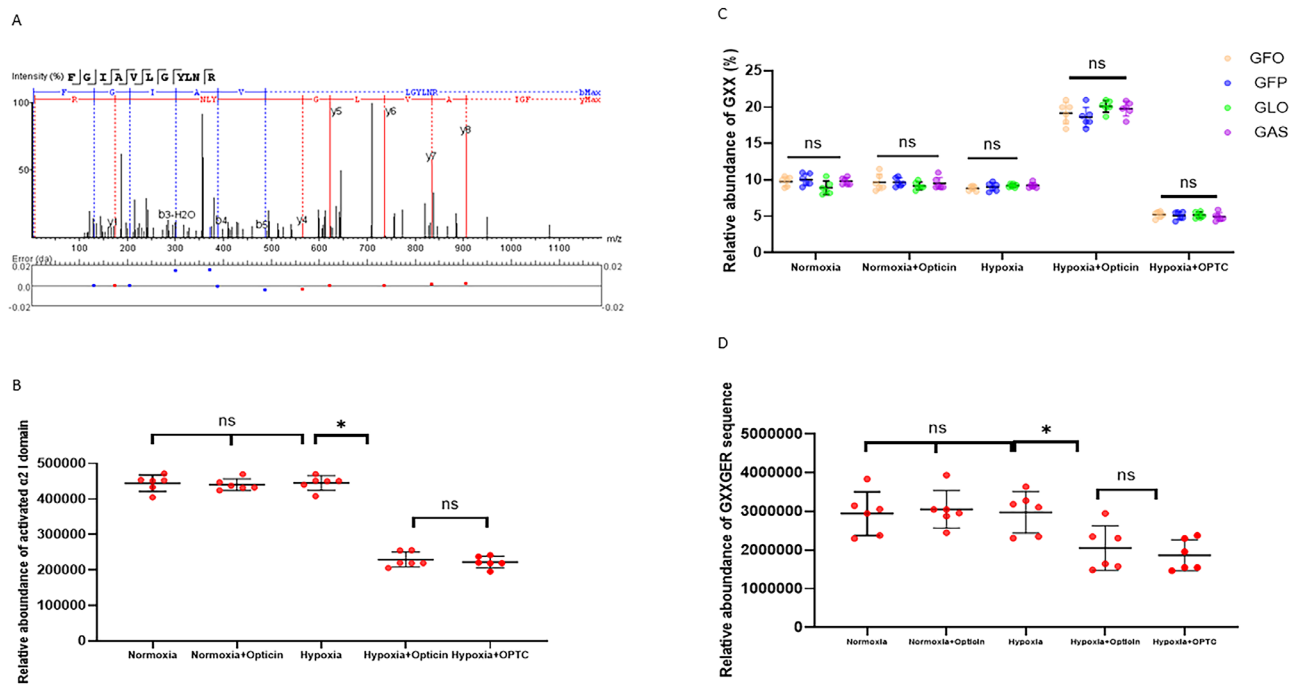 A
Intensity (%) F G I A V L G YLN R
F G I A V LGYLNR bMax
R NLY G L V A IGF yMax
100
50
y5 y6 y8 y7
b3-H2O b4 b5 y4
100 200 300 400 500 600 700 800 900 1000 1100 m/z
Error (da)
0.02 0.02
0.0 0.0
-0.02 -0.02
B
Relative aboundance of activated α2 I domain
ns
*
ns
500000
400000
300000
200000
100000
0
Normoxia Normoxia+Opticin Hypoxia Hypoxia+Opticin Hypoxia+OPTC
C
Relative abundance of GXX (%)
25
20
15
10
5
0
ns ns ns ns ns
GFO
GFP
GLO
GAS
Normoxia Normoxia+Opticin Hypoxia Hypoxia+Opticin Hypoxia+OPTC
D
Relative aboundance of GXXGER sequence
5000000
4000000
3000000
2000000
1000000
0
ns
*
ns
Normoxia Normoxia+Opticin Hypoxia Hypoxia+Opticin Hypoxia+OPTC